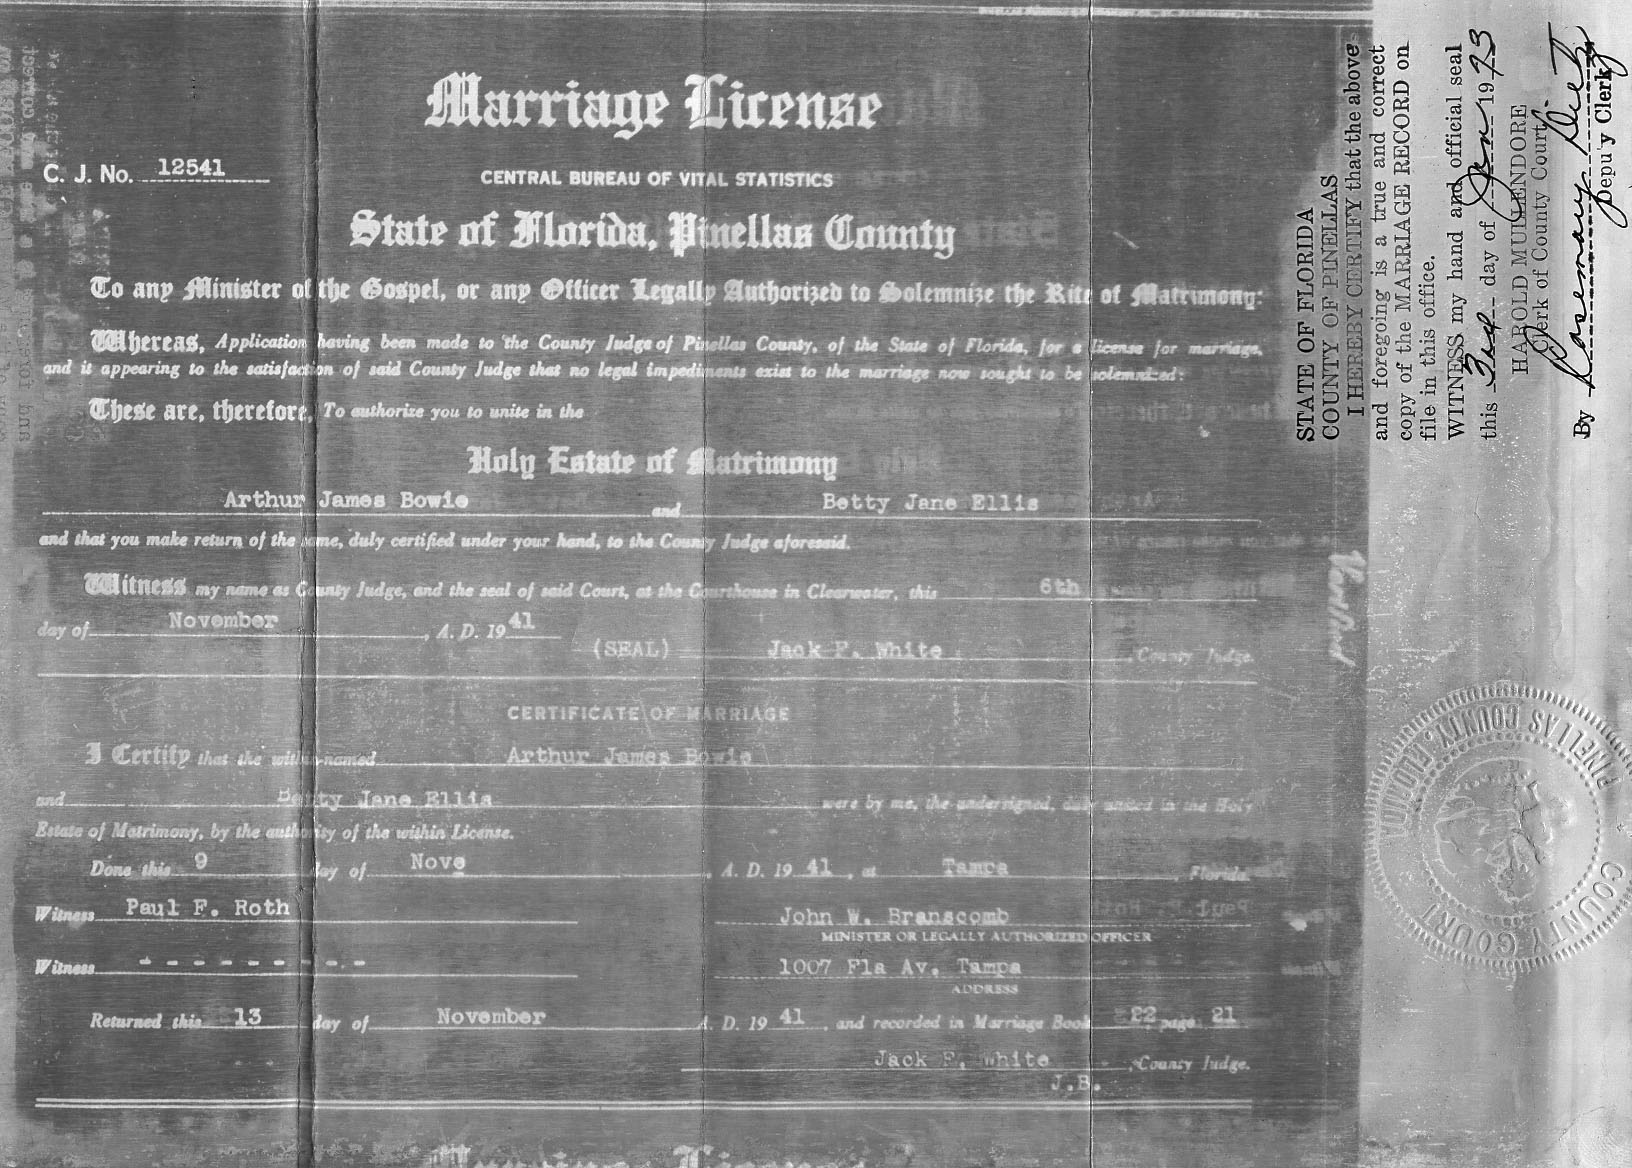 Marriage License
C. J. No. 12541
CENTRAL BUREAU OF VITAL STATISTICS
State of Florida, Pinellas County
To any Minister of the Gospel, or any Officer Legally Authorized to Solemnize the Rite of Matrimony:
Whereas, Application having been made to the County Judge of Pinellas County, of the State of Florida, for a license for marriage,
and it appearing to the satisfaction of said County Judge that no legal impediments exist to the marriage now sought to be solemnized:
These are, therefore, To authorize you to unite in the
Holy Estate of Matrimony
Arthur James Bowie and Betty Jane Ellis
and that you make return of the same, duly certified under your hand, to the County Judge aforesaid.
Witness my name as County Judge, and the seal of said Court, at the Courthouse in Clearwater, this 6th
day of November, A. D. 19 41
(SEAL) Jack F. White, County Judge.
CERTIFICATE OF MARRIAGE
I Certify that the within-named Arthur James Bowie
and Betty Jane Ellis were by me, the undersigned, duly united in the Holy
Estate of Matrimony, by the authority of the within License.
Done this 9 day of Nove, A. D. 19 41, at Tampa, Florida.
Witness Paul F. Roth John W. Branscomb
MINISTER OR LEGALLY AUTHORIZED OFFICER
Witness - - - - - - - - - 1007 Fla Av. Tampa
ADDRESS
Returned this 13 day of November A. D. 19 41, and recorded in Marriage Book 22 page 21
Jack F. White, County Judge.
J.B.
Marriage License
STATE OF FLORIDA
COUNTY OF PINELLAS
I HEREBY CERTIFY that the above
and foregoing is a true and correct
copy of the MARRIAGE RECORD on
file in this office.
WITNESS my hand and official seal
this 3rd day of Jan 1973
HAROLD MULLENDORE
Clerk of County Court
By Rosemary
Deputy Clerk
Verified
COUNTY COURT
PINELLAS COUNTY, FLORIDA